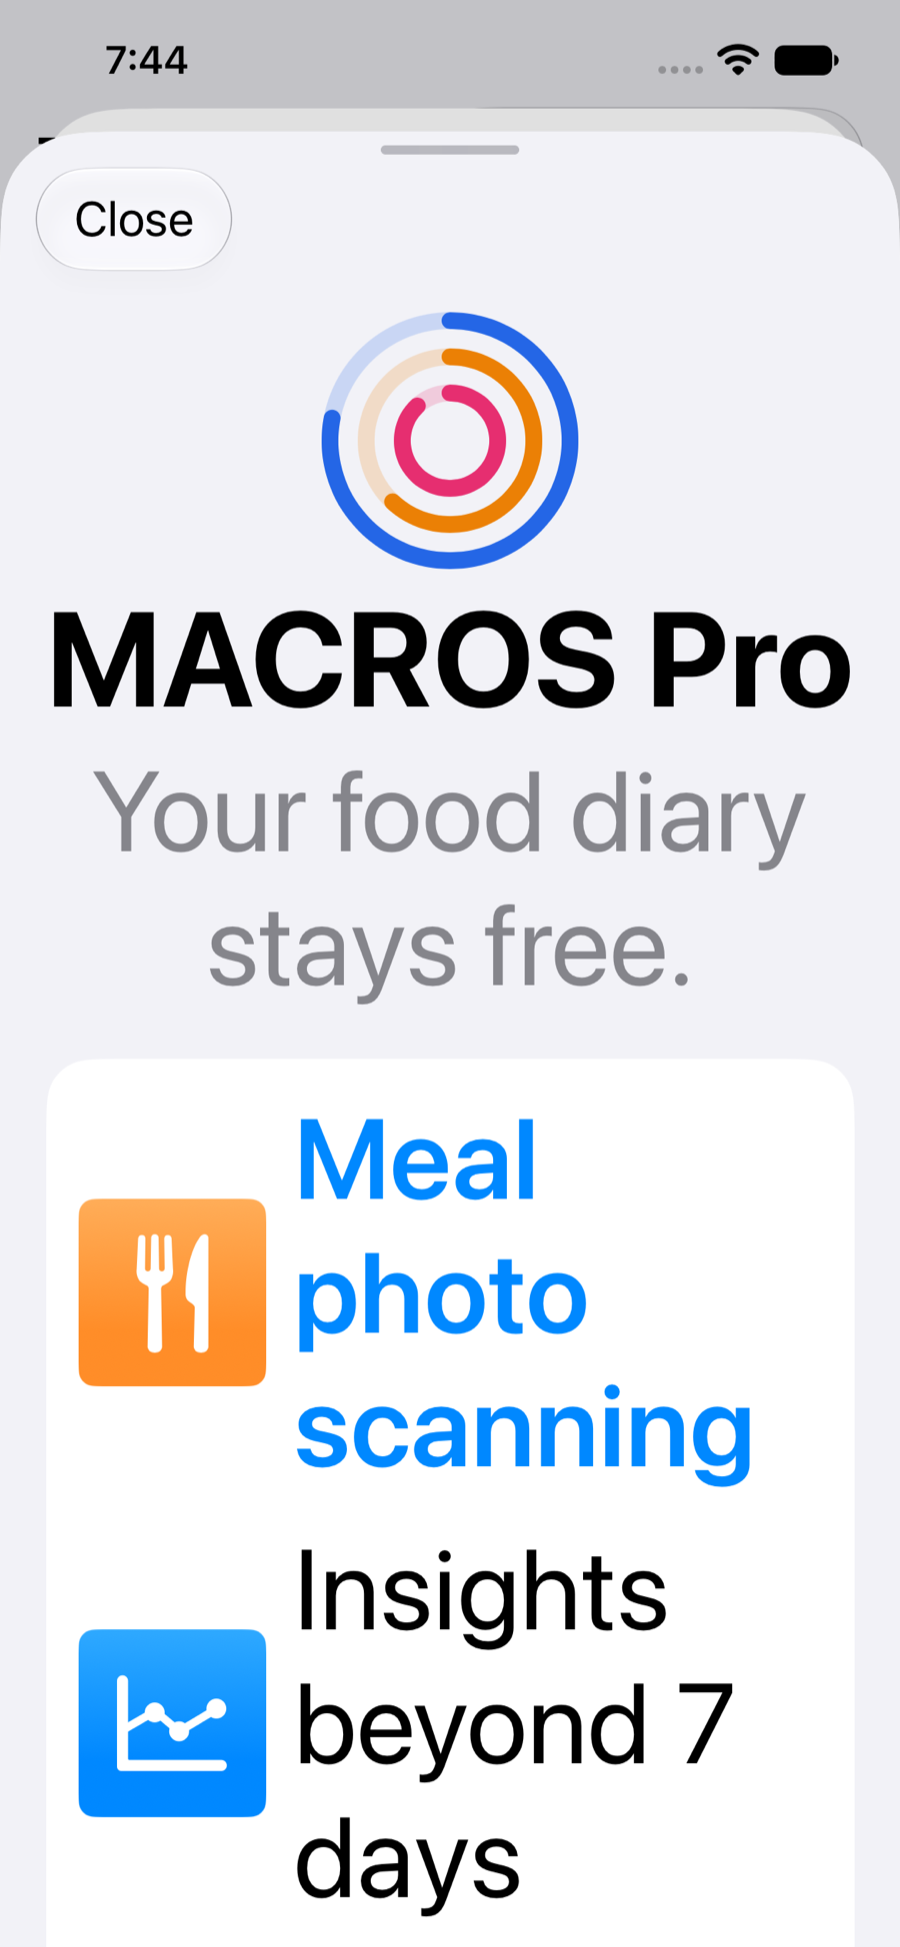 7:44
Close
MACROS Pro
Your food diary
stays free.
Meal
photo
scanning
Insights
beyond 7
days